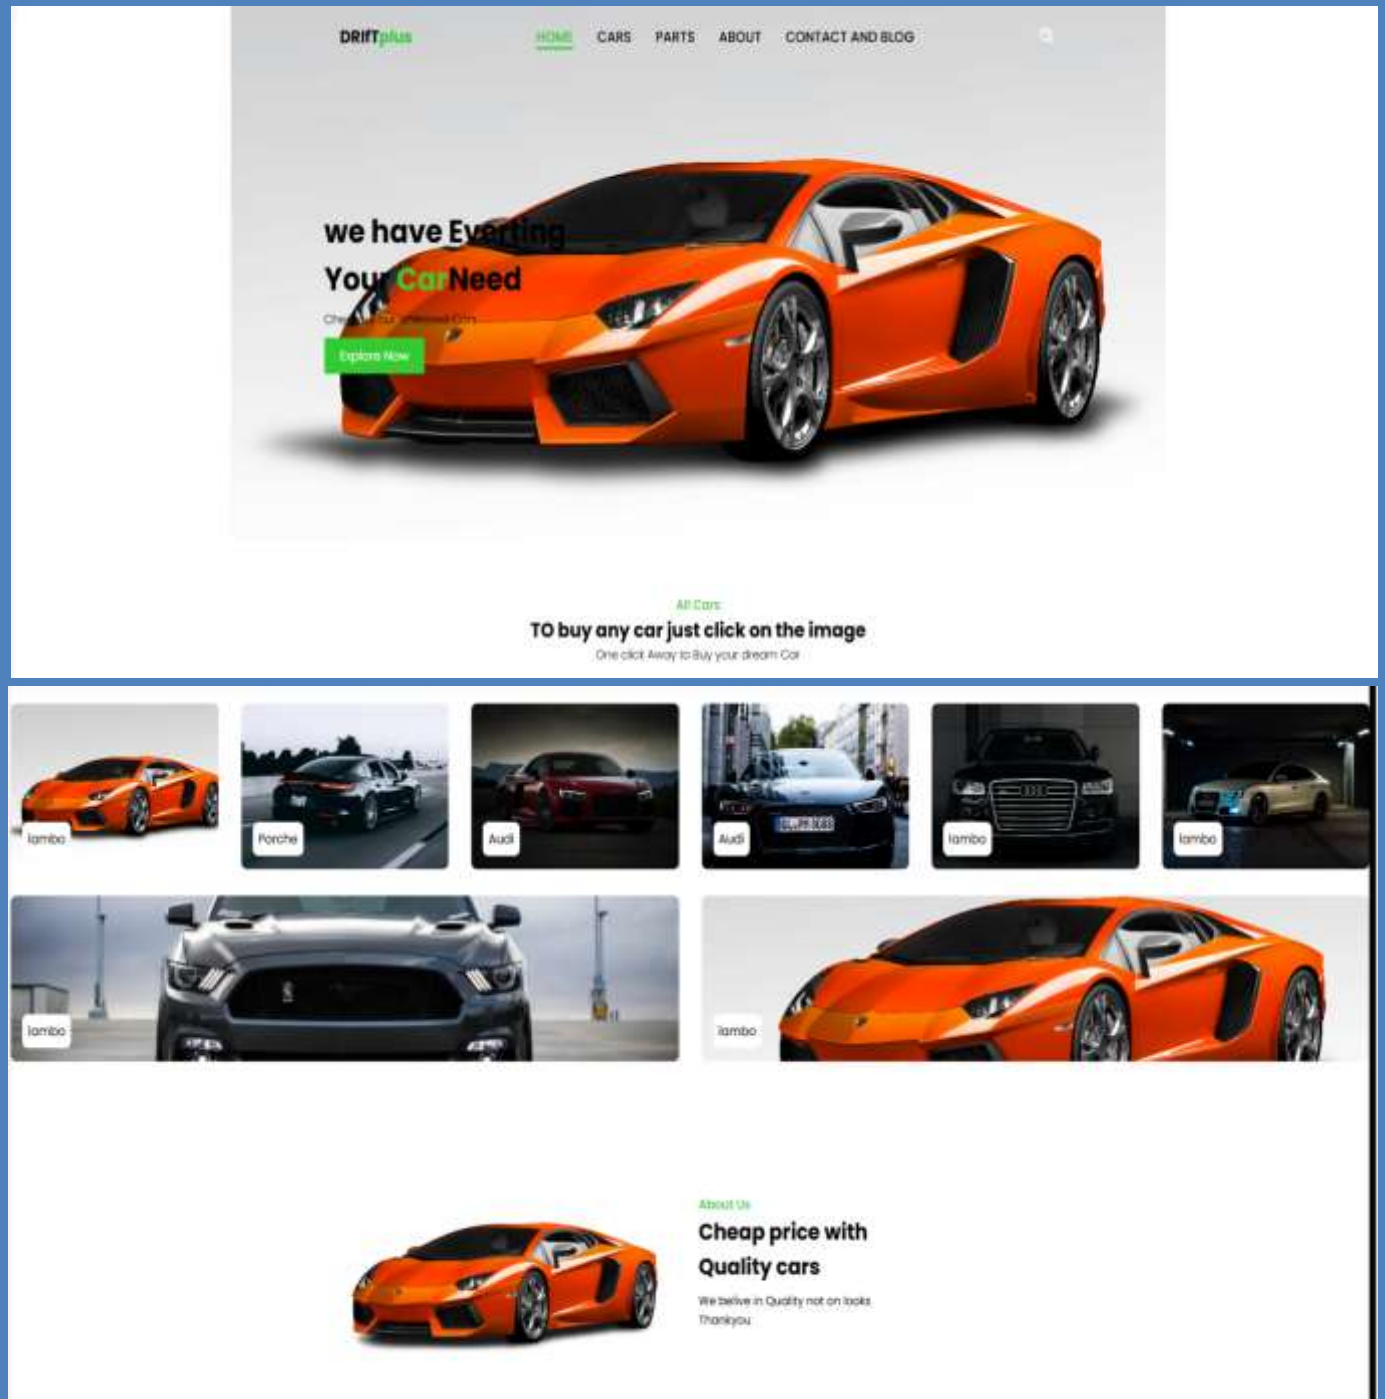 DRIfTplus
HOME CARS PARTS ABOUT CONTACT AND BLOG
we have Everting
Your CarNeed
Explore Now
All Cars
TO buy any car just click on the image
One click Away to Buy your dream Car
lambo
Porche
Audi
Audi
lambo
lambo
lambo
lambo
About Us
Cheap price with
Quality cars
We belive in Quality not on looks
Thankyou